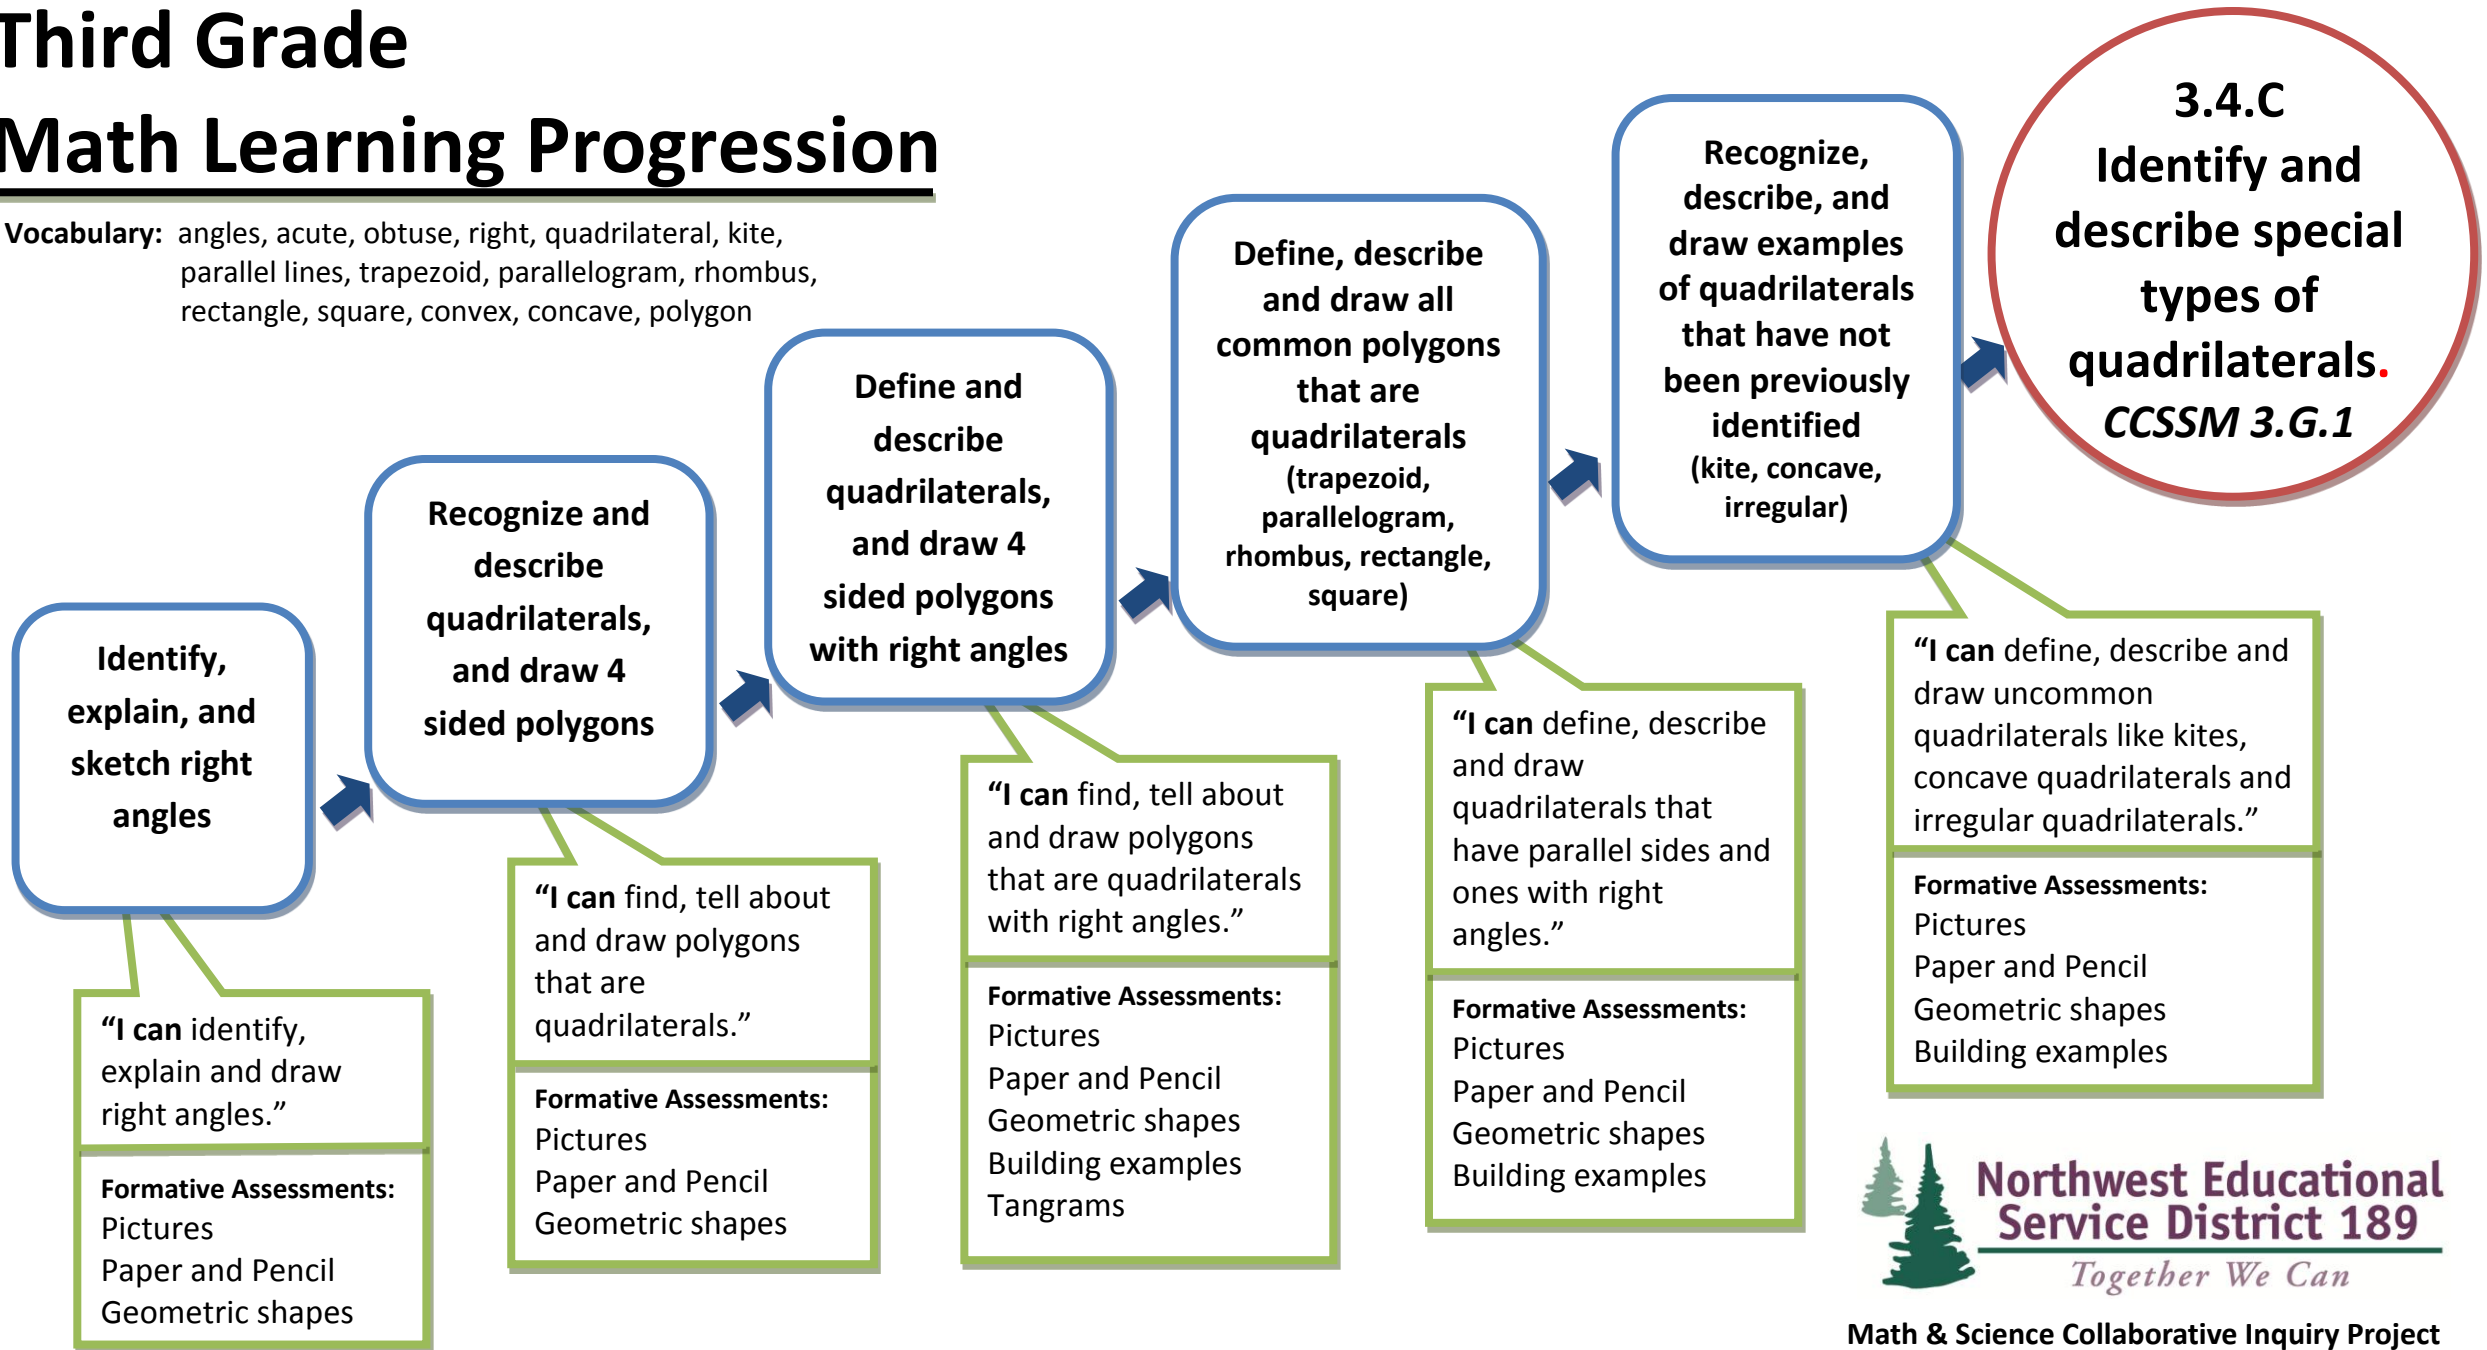 Third Grade
Math Learning Progression
Vocabulary: angles, acute, obtuse, right, quadrilateral, kite,
parallel lines, trapezoid, parallelogram, rhombus,
rectangle, square, convex, concave, polygon
Identify,
explain, and
sketch right
angles
"I can identify,
explain and draw
right angles."
Formative Assessments:
Pictures
Paper and Pencil
Geometric shapes
Recognize and
describe
quadrilaterals,
and draw 4
sided polygons
"I can find, tell about
and draw polygons
that are
quadrilaterals."
Formative Assessments:
Pictures
Paper and Pencil
Geometric shapes
Define and
describe
quadrilaterals,
and draw 4
sided polygons
with right angles
"I can find, tell about
and draw polygons
that are quadrilaterals
with right angles."
Formative Assessments:
Pictures
Paper and Pencil
Geometric shapes
Building examples
Tangrams
Define, describe
and draw all
common polygons
that are
quadrilaterals
(trapezoid,
parallelogram,
rhombus, rectangle,
square)
"I can define, describe
and draw
quadrilaterals that
have parallel sides and
ones with right
angles."
Formative Assessments:
Pictures
Paper and Pencil
Geometric shapes
Building examples
Recognize,
describe, and
draw examples
of quadrilaterals
that have not
been previously
identified
(kite, concave,
irregular)
"I can define, describe and
draw uncommon
quadrilaterals like kites,
concave quadrilaterals and
irregular quadrilaterals."
Formative Assessments:
Pictures
Paper and Pencil
Geometric shapes
Building examples
3.4.C
Identify and
describe special
types of
quadrilaterals.
CCSSM 3.G.1
Northwest Educational
Service District 189
Together We Can
Math & Science Collaborative Inquiry Project